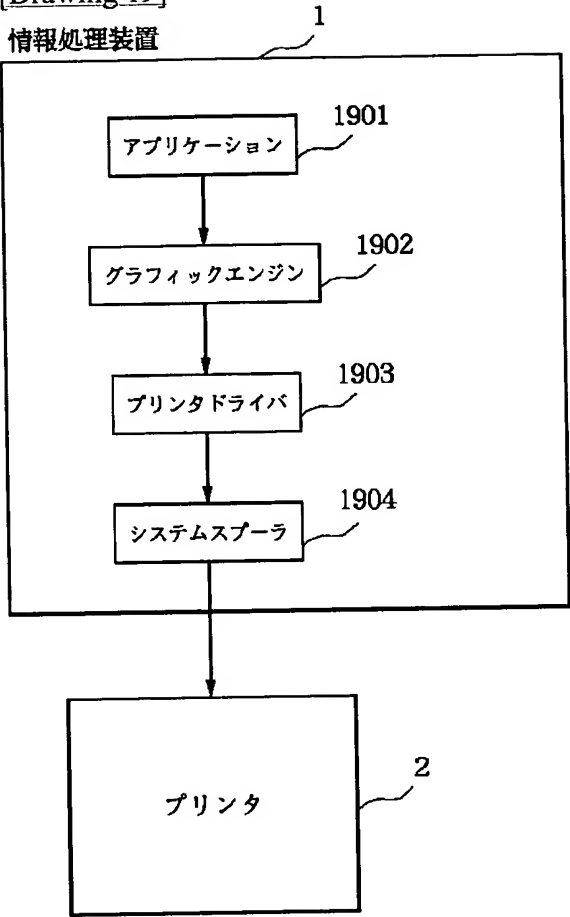 情報処理装置
1
アプリケーション
1901
グラフィックエンジン
1902
プリンタドライバ
1903
システムスプーラ
1904
プリンタ
2